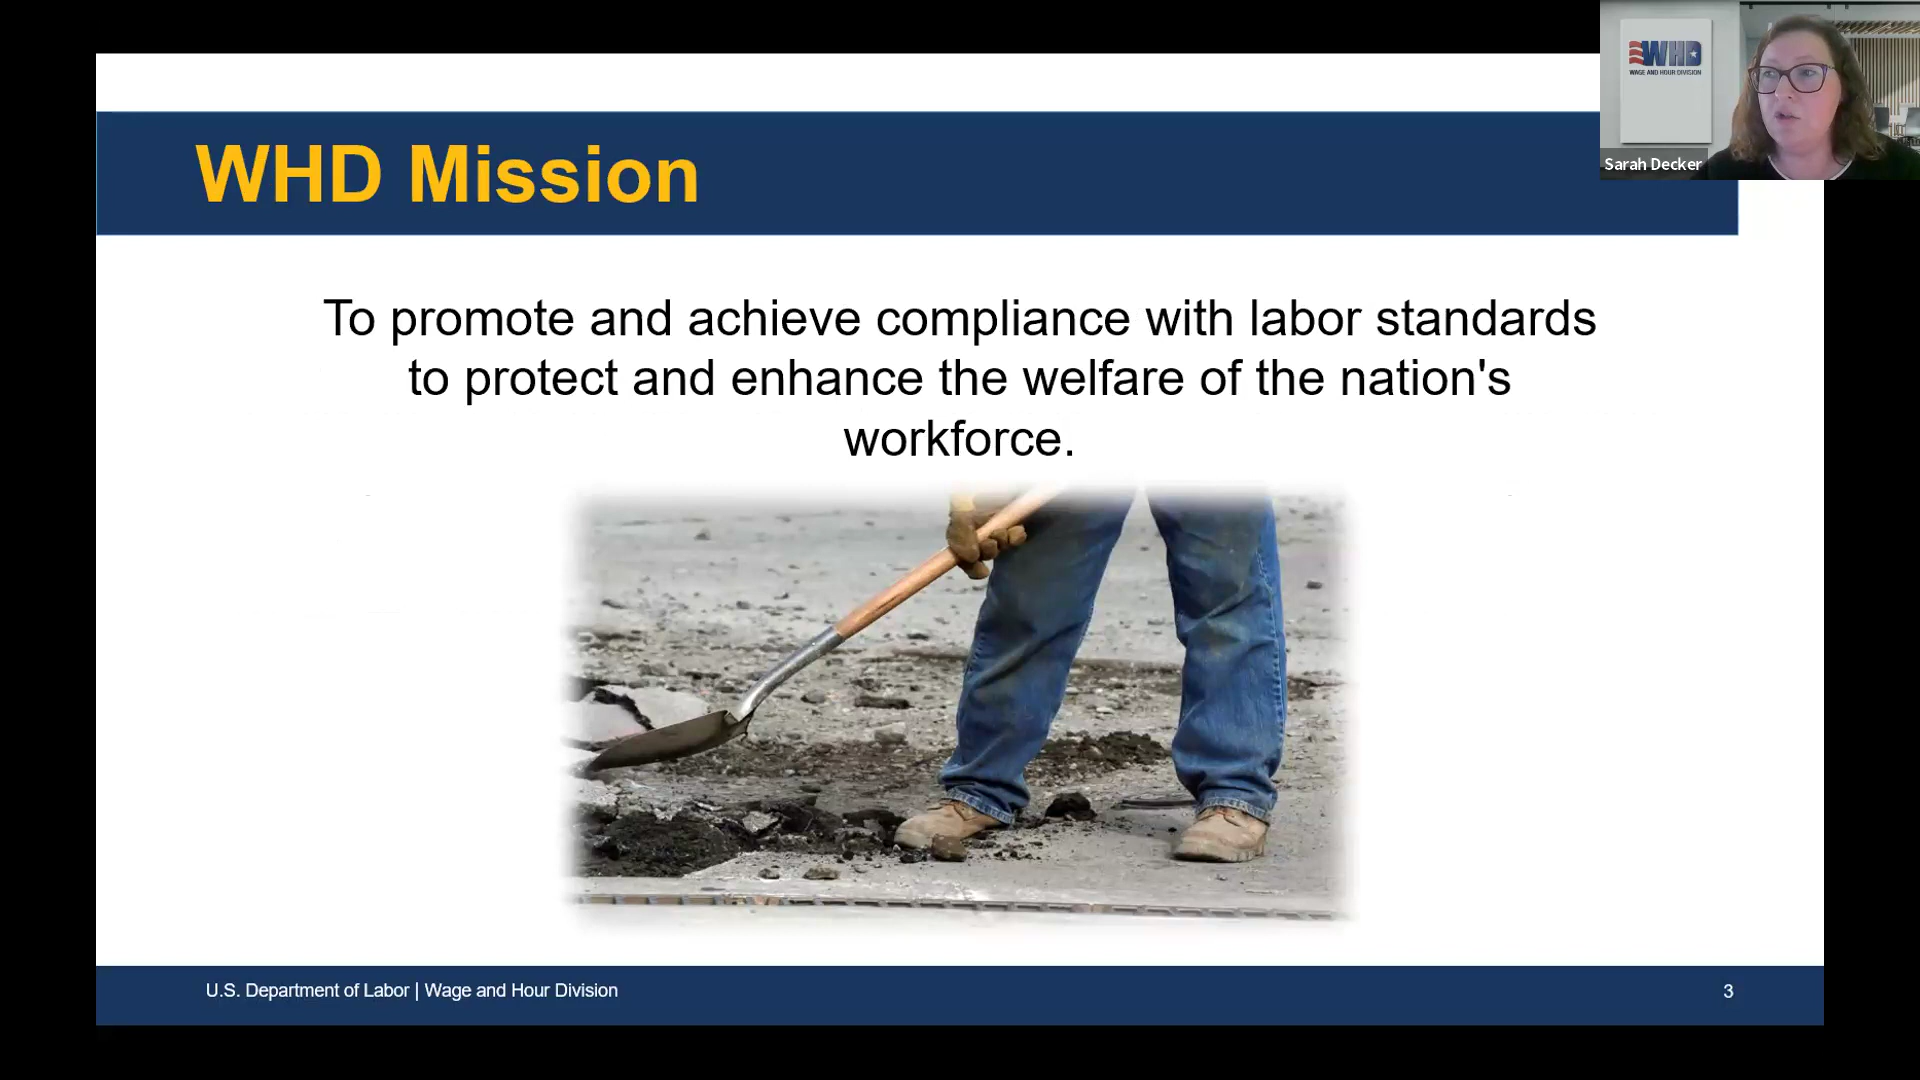 WHD
WAGE AND HOUR DIVISION
Sarah Decker
WHD Mission
To promote and achieve compliance with labor standards
to protect and enhance the welfare of the nation's
workforce.
U.S. Department of Labor | Wage and Hour Division
3